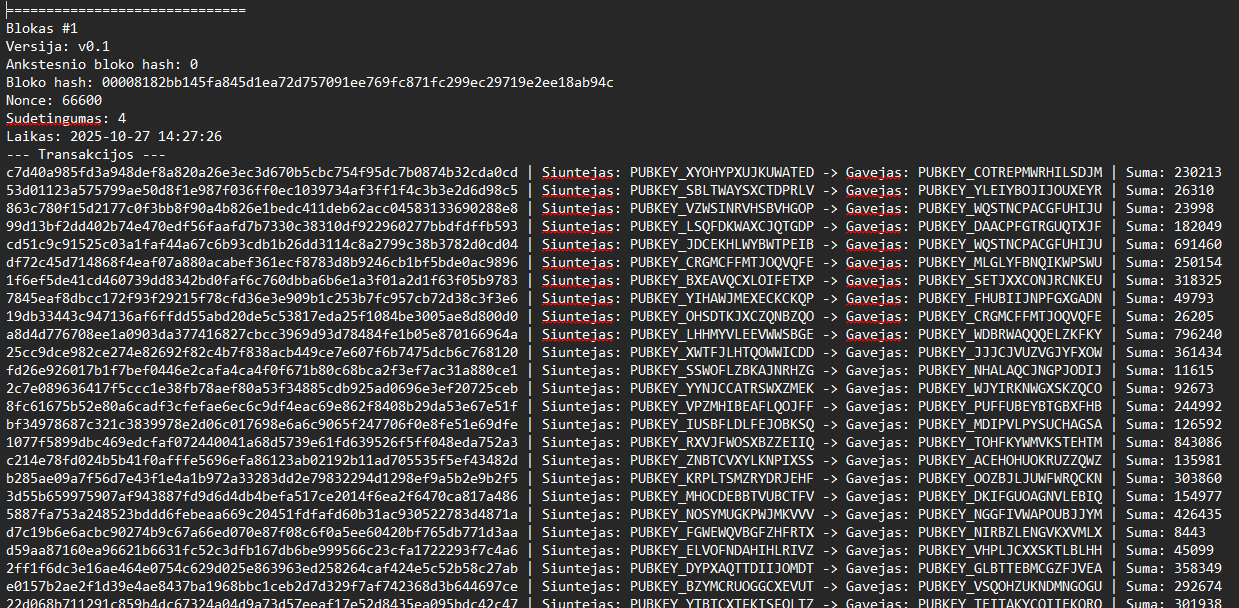 ==============================
Blokas #1
Versija: v0.1
Ankstesnio bloko hash: 0
Bloko hash: 00008182bb145fa845d1ea72d757091ee769fc871fc299ec29719e2ee18ab94c
Nonce: 66600
Sudetingumas: 4
Laikas: 2025-10-27 14:27:26
--- Transakcijos ---
c7d40a985fd3a948def8a820a26e3ec3d670b5cbc754f95dc7b0874b32cda0cd | Siuntejas: PUBKEY_XYOHYPXUJKUWATED -> Gavejas: PUBKEY_COTREPMWRHILSDJM | Suma: 230213
53d01123a575799ae50d8f1e987f036ff0ec1039734af3ff1f4c3b3e2d6d98c5 | Siuntejas: PUBKEY_SBLTWAYSXCTDPRLV -> Gavejas: PUBKEY_YLEIYBOJIJOUXEYR | Suma: 26310
863c780f15d2177c0f3bb8f90a4b826e1bedc411deb62acc04583133690288e8 | Siuntejas: PUBKEY_VZWSINRVHSBVHGOP -> Gavejas: PUBKEY_WQSTNCPACGFUHIJU | Suma: 23998
99d13bf2dd402b74e470edf56faafd7b7330c38310df922960277bbdfdffb593 | Siuntejas: PUBKEY_LSQFDKWAXCJQTGDP -> Gavejas: PUBKEY_DAACPFGTRGUQTXJF | Suma: 182049
cd51c9c91525c03a1faf44a67c6b93cdb1b26dd3114c8a2799c38b3782d0cd04 | Siuntejas: PUBKEY_JDCEKHLWYBWTPEIB -> Gavejas: PUBKEY_WQSTNCPACGFUHIJU | Suma: 691460
df72c45d714868f4eaf07a880acabef361ecf8783d8b9246cb1bf5bde0ac9896 | Siuntejas: PUBKEY_CRGMCFFMTJOQVQFE -> Gavejas: PUBKEY_MLGLYFBNQIKWPSWU | Suma: 250154
1f6ef5de41cd460739dd8342bd0faf6c760dbba6b6e1a3f01a2d1f63f05b9783 | Siuntejas: PUBKEY_BXEAVQCXLOIFETXP -> Gavejas: PUBKEY_SETJXXCONJRCNKEU | Suma: 318325
7845eaf8dbcc172f93f29215f78cfd36e3e909b1c253b7fc957cb72d38c3f3e6 | Siuntejas: PUBKEY_YIHAWJMEXECKCKQP -> Gavejas: PUBKEY_FHUBIIJNPFGXGADN | Suma: 49793
19db33443c947136af6ffdd55abd20de5c53817eda25f1084be3005ae8d800d0 | Siuntejas: PUBKEY_OHSDTKJXCZQNBZQO -> Gavejas: PUBKEY_CRGMCFFMTJOQVQFE | Suma: 26205
a8d4d776708ee1a0903da377416827cbcc3969d93d78484fe1b05e870166964a | Siuntejas: PUBKEY_LHHMYVLEEVWWSBGE -> Gavejas: PUBKEY_WDBRWAQQQELZKFKY | Suma: 796240
25cc9dce982ce274e82692f82c4b7f838acb449ce7e607f6b7475dcb6c768120 | Siuntejas: PUBKEY_XWTFJLHTQOWWICDD -> Gavejas: PUBKEY_JJJCJVUZVGJYFXOW | Suma: 361434
fd26e926017b1f7bef0446e2cafa4ca4f0f671b80c68bca2f3ef7ac31a880ce1 | Siuntejas: PUBKEY_SSWOFLZBKAJNRHZG -> Gavejas: PUBKEY_NHALAQCJNGPJODIJ | Suma: 11615
2c7e089636417f5ccc1e38fb78aef80a53f34885cdb925ad0696e3ef20725ceb | Siuntejas: PUBKEY_YYNJCCATRSWXZMEK -> Gavejas: PUBKEY_WJYIRKNWGXSKZQCO | Suma: 92673
8fc61675b52e80a6cadf3cfefae6ec6c9df4eac69e862f8408b29da53e67e51f | Siuntejas: PUBKEY_VPZMHIBEAFLQOJFF -> Gavejas: PUBKEY_PUFFUBEYBTGBXFHB | Suma: 244992
bf34978687c321c3839978e2d06c017698e6a6c9065f247706f0e8fe51e69dfe | Siuntejas: PUBKEY_IUSBFLDLFEJOBKSQ -> Gavejas: PUBKEY_MDIPVLPYSUCHAGSA | Suma: 126592
1077f5899dbc469edcfaf072440041a68d5739e61fd639526f5ff048eda752a3 | Siuntejas: PUBKEY_RXVJFWOSXBZZEIIQ -> Gavejas: PUBKEY_TOHFKYWMVKSTEHTM | Suma: 843086
c214e78fd024b5b41f0afffe5696efa86123ab02192b11ad705535f5ef43482d | Siuntejas: PUBKEY_ZNBTCVXYLKNPIXSS -> Gavejas: PUBKEY_ACEHOHUOKRUZZQWZ | Suma: 135981
b285ae09a7f56d7e43f1e4a1b972a33283dd2e79832294d1298ef9a5b2e9b2f5 | Siuntejas: PUBKEY_KRPLTSMZRYDRJEHF -> Gavejas: PUBKEY_OOZBJLJUWFWRQCKN | Suma: 303860
3d55b659975907af943887fd9d6d4db4befa517ce2014f6ea2f6470ca817a486 | Siuntejas: PUBKEY_MHOCDEBBTVUBCTFV -> Gavejas: PUBKEY_DKIFGUOAGNVLEBIQ | Suma: 154977
5887fa753a248523bddd6febeaa669c20451fdfafd60b31ac930522783d4871a | Siuntejas: PUBKEY_NOSYMUGKPWJMKVVV -> Gavejas: PUBKEY_NGGFIVWAPOUBJJYM | Suma: 426435
d7c19b6e6acbc90274b9c67a66ed070e87f08c6f0a5ee60420bf765db771d3aa | Siuntejas: PUBKEY_FGWEWQVBGFZHFRTX -> Gavejas: PUBKEY_NIRBZLENGVKXVMLX | Suma: 8443
d59aa87160ea96621b6631fc52c3dfb167db6be999566c23cfa1722293f7c4a6 | Siuntejas: PUBKEY_ELVOFNDAHIHLRIVZ -> Gavejas: PUBKEY_VHPLJCXXSKTLBLHH | Suma: 45099
2ff1f6dc3e16ae464e0754c629d025e863963ed258264caf424e5c52b58c27ab | Siuntejas: PUBKEY_DYPXAQTTDIIJOMDT -> Gavejas: PUBKEY_GLBTTEBMCGZFJVEA | Suma: 358349
e0157b2ae2f1d39e4ae8437ba1968bbc1ceb2d7d329f7af742368d3b644697ce | Siuntejas: PUBKEY_BZYMCRUOGGCXEVUT -> Gavejas: PUBKEY_VSQOHZUKNDMNGOGU | Suma: 292674
| Siuntejas: -> Gavejas: | Suma: 301938